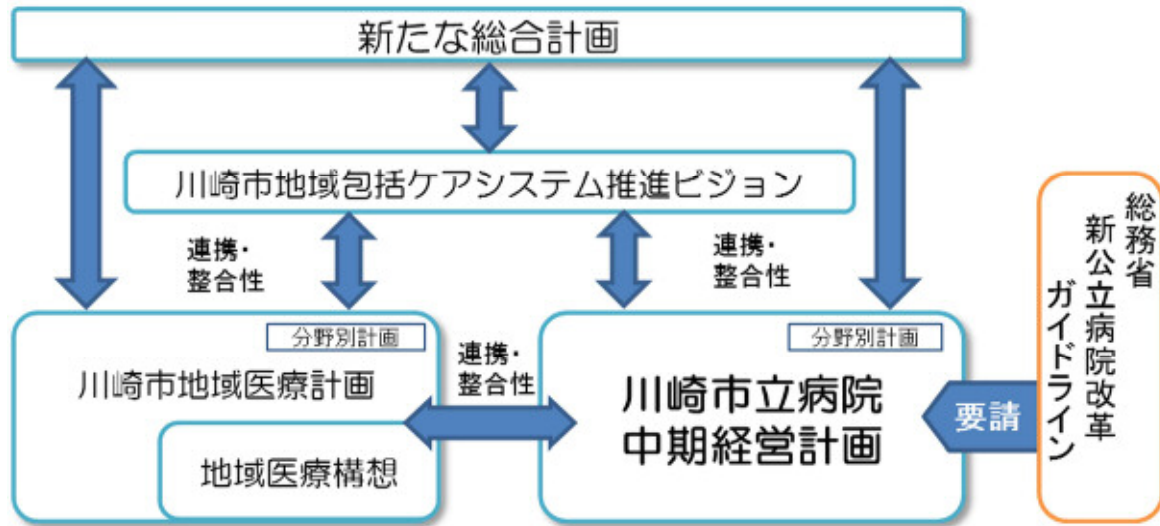 新たな総合計画
川崎市地域包括ケアシステム推進ビジョン
連携・
整合性
連携・
整合性
分野別計画
川崎市地域医療計画
地域医療構想
連携・
整合性
分野別計画
川崎市立病院
中期経営計画
要請
総務省
新公立病院改革
ガイドライン